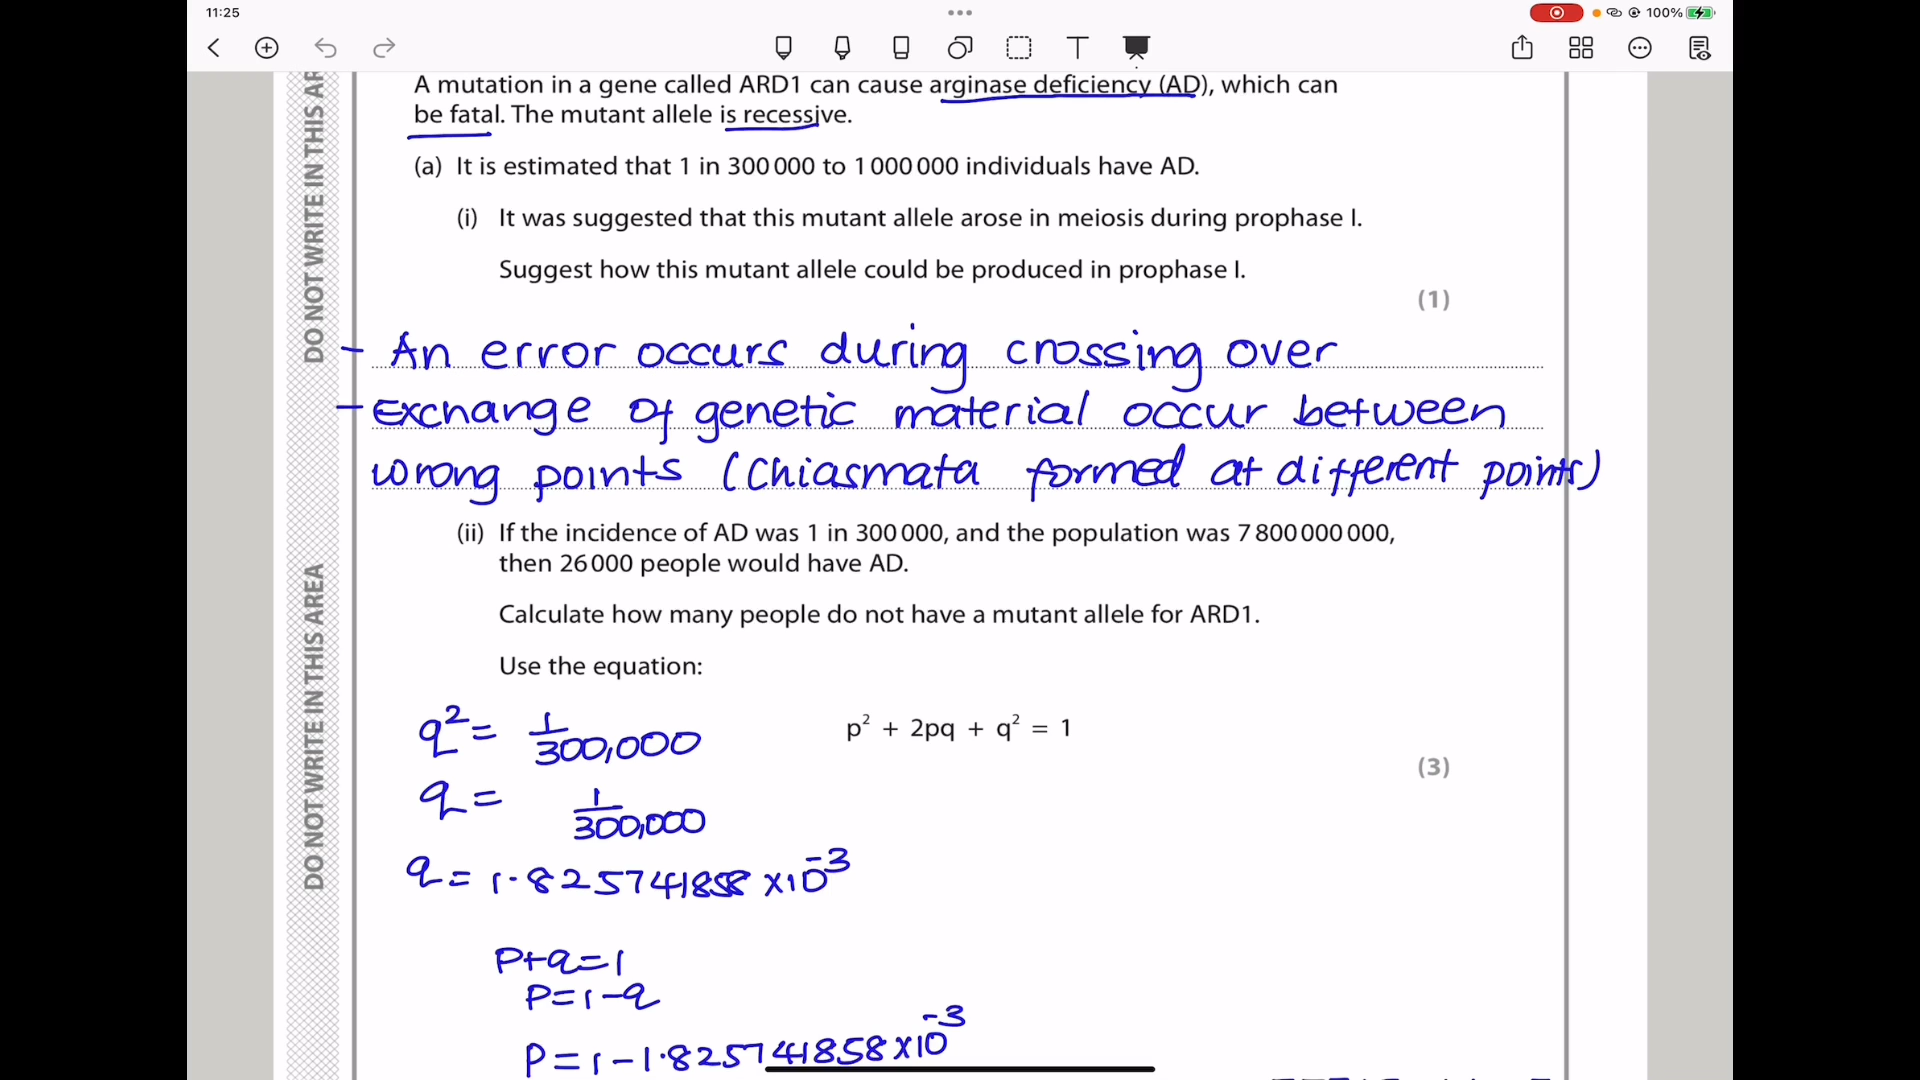 11:25
100%
A mutation in a gene called ARD1 can cause arginase deficiency (AD), which can
be fatal. The mutant allele is recessive.
(a) It is estimated that 1 in 300 000 to 1 000 000 individuals have AD.
(i) It was suggested that this mutant allele arose in meiosis during prophase I.
Suggest how this mutant allele could be produced in prophase I.
(1)
- An error occurs during crossing over
- Exchange of genetic material occur between
wrong points (Chiasmata formed at different points)
(ii) If the incidence of AD was 1 in 300 000, and the population was 7 800 000 000,
then 26 000 people would have AD.
Calculate how many people do not have a mutant allele for ARD1.
Use the equation:
p² + 2pq + q² = 1
(3)
q² = 1/300,000
q = 1/300,000
q = 1.825741858 x10⁻³
P+q=1
P=1-q
P=1-1.825741858 x10⁻³
DO NOT WRITE IN THIS AR
DO NOT WRITE IN THIS AREA